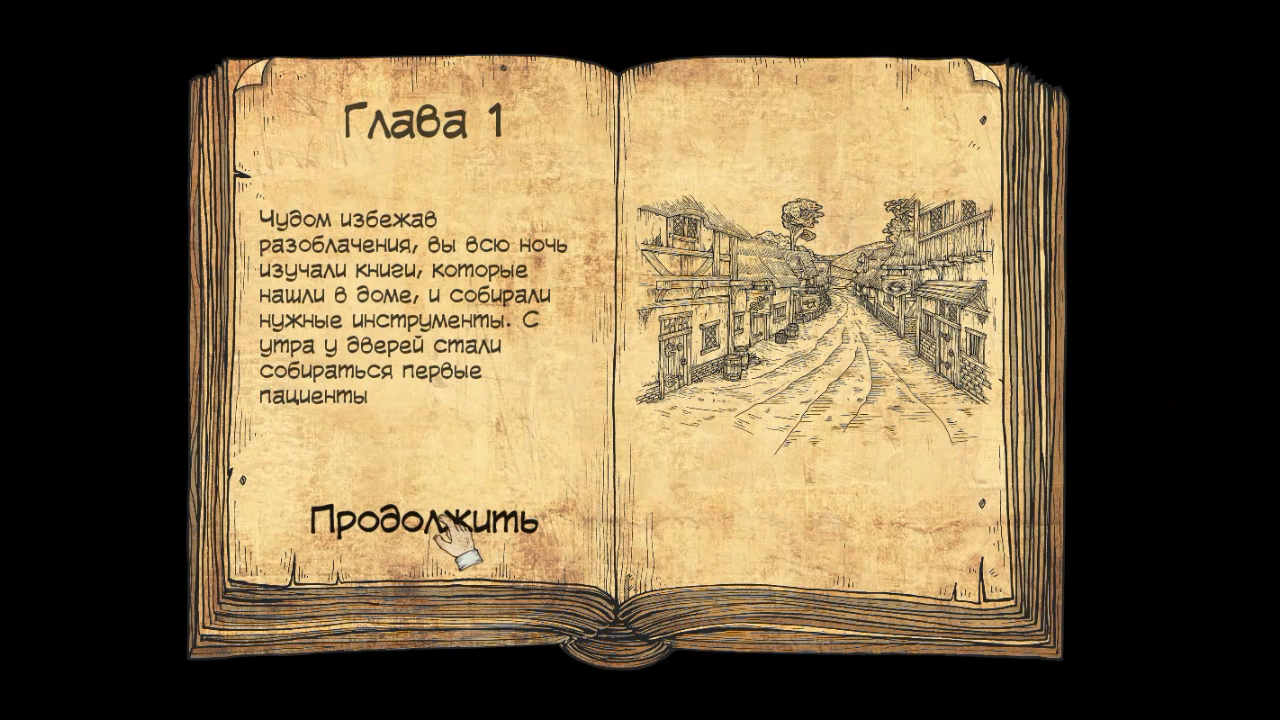 Глава 1
Чудом избежав
разоблачения, вы всю ночь
изучали книги, которые
нашли в доме, и собирали
нужные инструменты. С
утра у дверей стали
собираться первые
пациенты
Продолжить